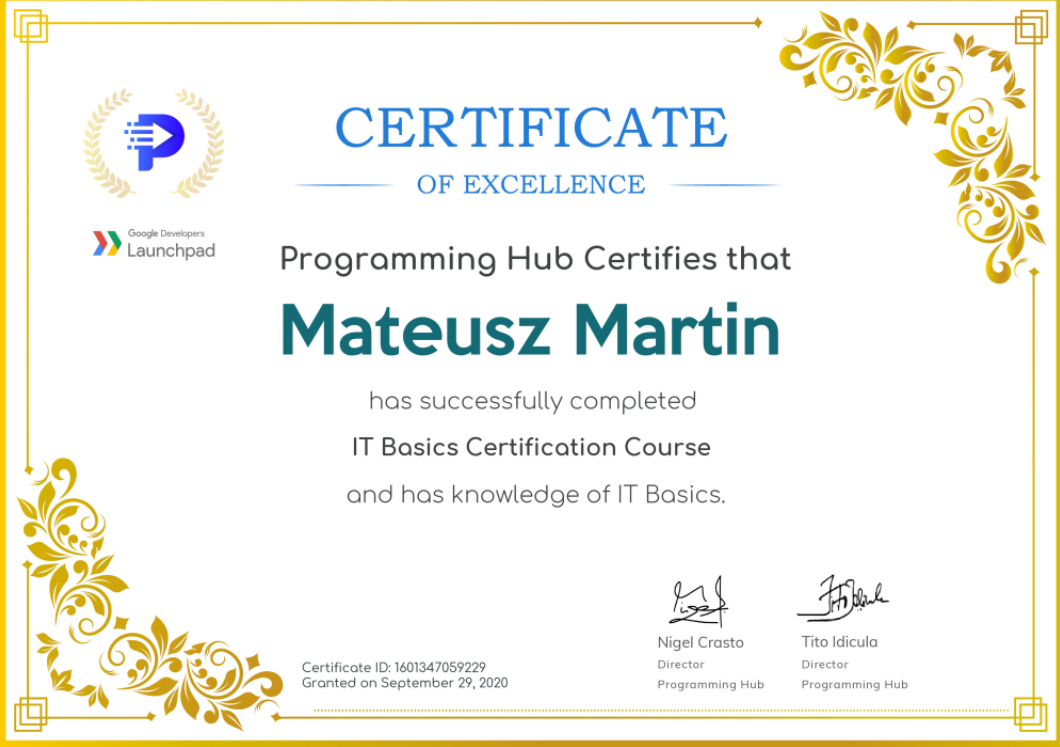 CERTIFICATE
OF EXCELLENCE
Google Developers
Launchpad
Programming Hub Certifies that
Mateusz Martin
has successfully completed
IT Basics Certification Course
and has knowledge of IT Basics.
Nigel Crasto
Director
Programming Hub
Tito Idicula
Director
Programming Hub
Certificate ID: 1601347059229
Granted on September 29, 2020